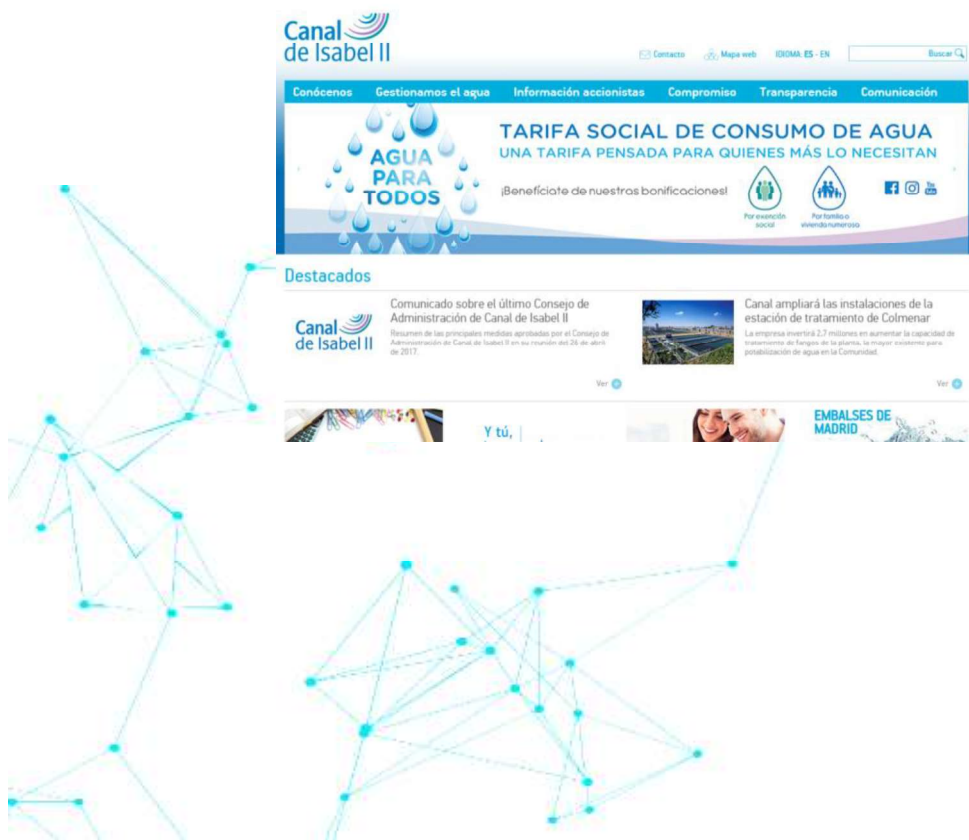 Canal
de Isabel II
Contacto Mapa web IDIOMA: ES - EN Buscar
Conócenos Gestionamos el agua Información accionistas Compromiso Transparencia Comunicación
AGUA
PARA
TODOS
TARIFA SOCIAL DE CONSUMO DE AGUA
UNA TARIFA PENSADA PARA QUIENES MÁS LO NECESITAN
¡Benefíciate de nuestras bonificaciones!
Por exención
social
Por familia o
vivienda numerosa
You
Tube
Destacados
Canal
de Isabel II
Comunicado sobre el último Consejo de
Administración de Canal de Isabel II
Resumen de las principales medidas aprobadas por el Consejo de
Administración de Canal de Isabel II en su reunión del 26 de abril
de 2017.
Ver
Canal ampliará las instalaciones de la
estación de tratamiento de Colmenar
La empresa invertirá 2,7 millones en aumentar la capacidad de
tratamiento de fangos de la planta, la mayor existente para
potabilización de agua en la Comunidad.
Ver
Y tú,
EMBALSES DE
MADRID